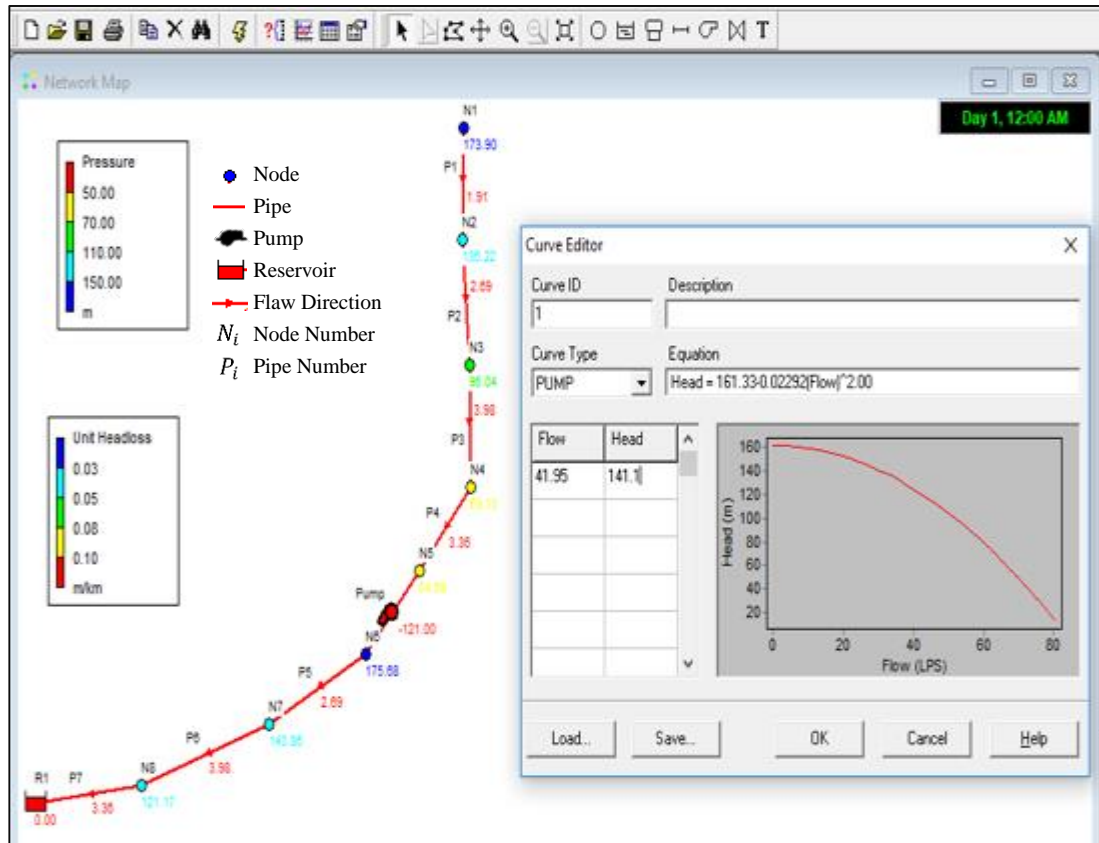 T
Network Map
Day 1, 12:00 AM
Pressure
50.00
70.00
110.00
150.00
m
Node
Pipe
Pump
Reservoir
Flaw Direction
Nᵢ Node Number
Pᵢ Pipe Number
Unit Headloss
0.03
0.05
0.08
0.10
m/km
N1
173.90
P1
1.91
N2
2.69
P2
N3
3.98
P3
N4
P4
3.36
N5
Pump
-121.00
N6
175.68
P5
2.69
N7
P6
3.98
N8
121.17
R1 P7
3.36
0.00
Curve Editor
Curve ID Description
1
Curve Type Equation
PUMP Head = 161.33-0.02292(Flow)^2.00
Flow Head
41.95 141.1
160
140
120
100
80
60
40
20
Head (m)
0 20 40 60 80
Flow (LPS)
Load... Save... OK Cancel Help